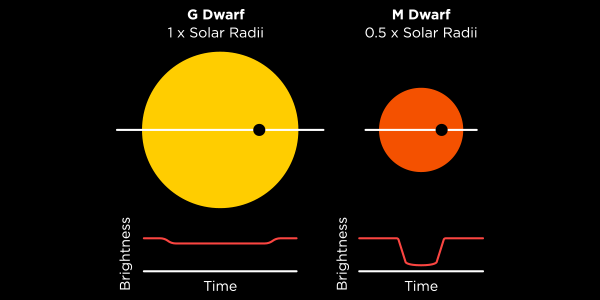 G Dwarf
1 x Solar Radii
M Dwarf
0.5 x Solar Radii
Brightness
Time
Brightness
Time